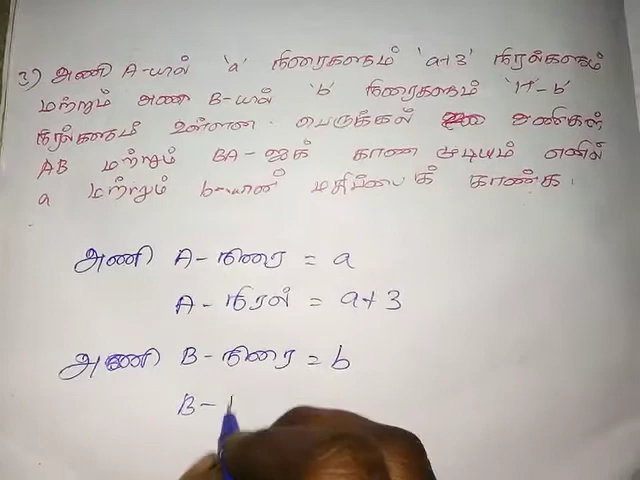 3) அணி A-யில் 'a' நிரைகளும் 'a+3' நிரல்களும்
மற்றும் அணி B-யில் 'b' நிரைகளும் '17-b'
நிரல்களும் உள்ளன. பெருக்கல் அணிகள்
AB மற்றும் BA-ஐக் காண முடியும் எனில்
a மற்றும் b-யின் மதிப்பைக் காண்க.
அணி A-நிரை = a
A-நிரல் = a+3
அணி B-நிரை = b
B-